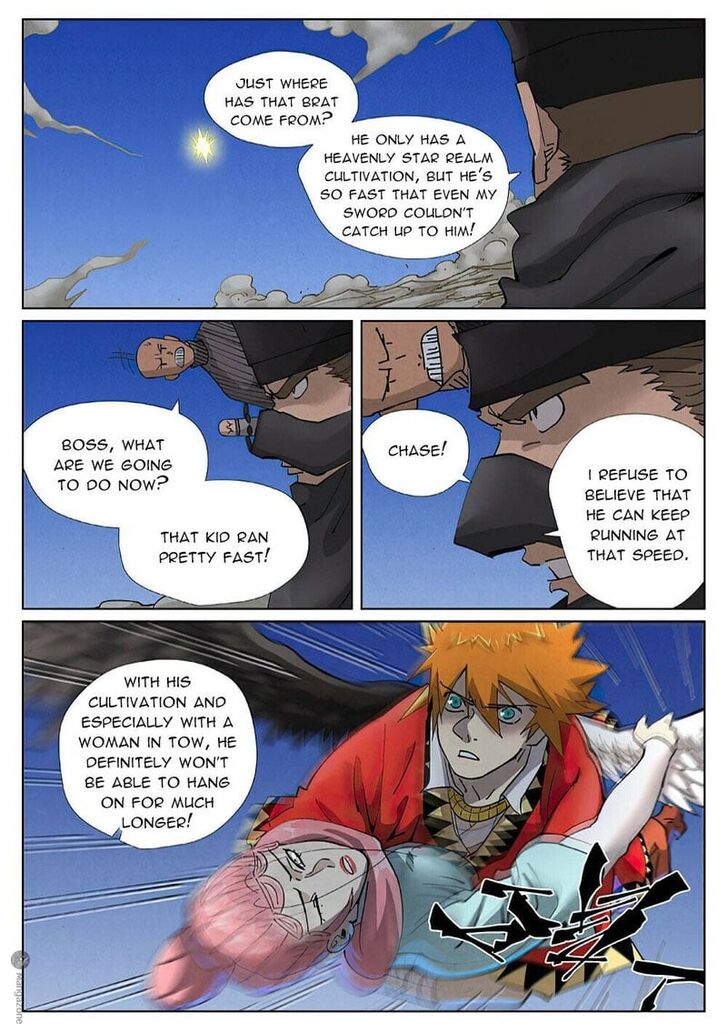 JUST WHERE
HAS THAT BRAT
COME FROM?
HE ONLY HAS A
HEAVENLY STAR REALM
CULTIVATION, BUT HE'S
SO FAST THAT EVEN MY
SWORD COULDN'T
CATCH UP TO HIM!
BOSS, WHAT
ARE WE GOING
TO DO NOW?
THAT KID RAN
PRETTY FAST!
CHASE!
I REFUSE TO
BELIEVE THAT
HE CAN KEEP
RUNNING AT
THAT SPEED.
WITH HIS
CULTIVATION AND
ESPECIALLY WITH A
WOMAN IN TOW, HE
DEFINITELY WON'T
BE ABLE TO HANG
ON FOR MUCH
LONGER!
Mangazone